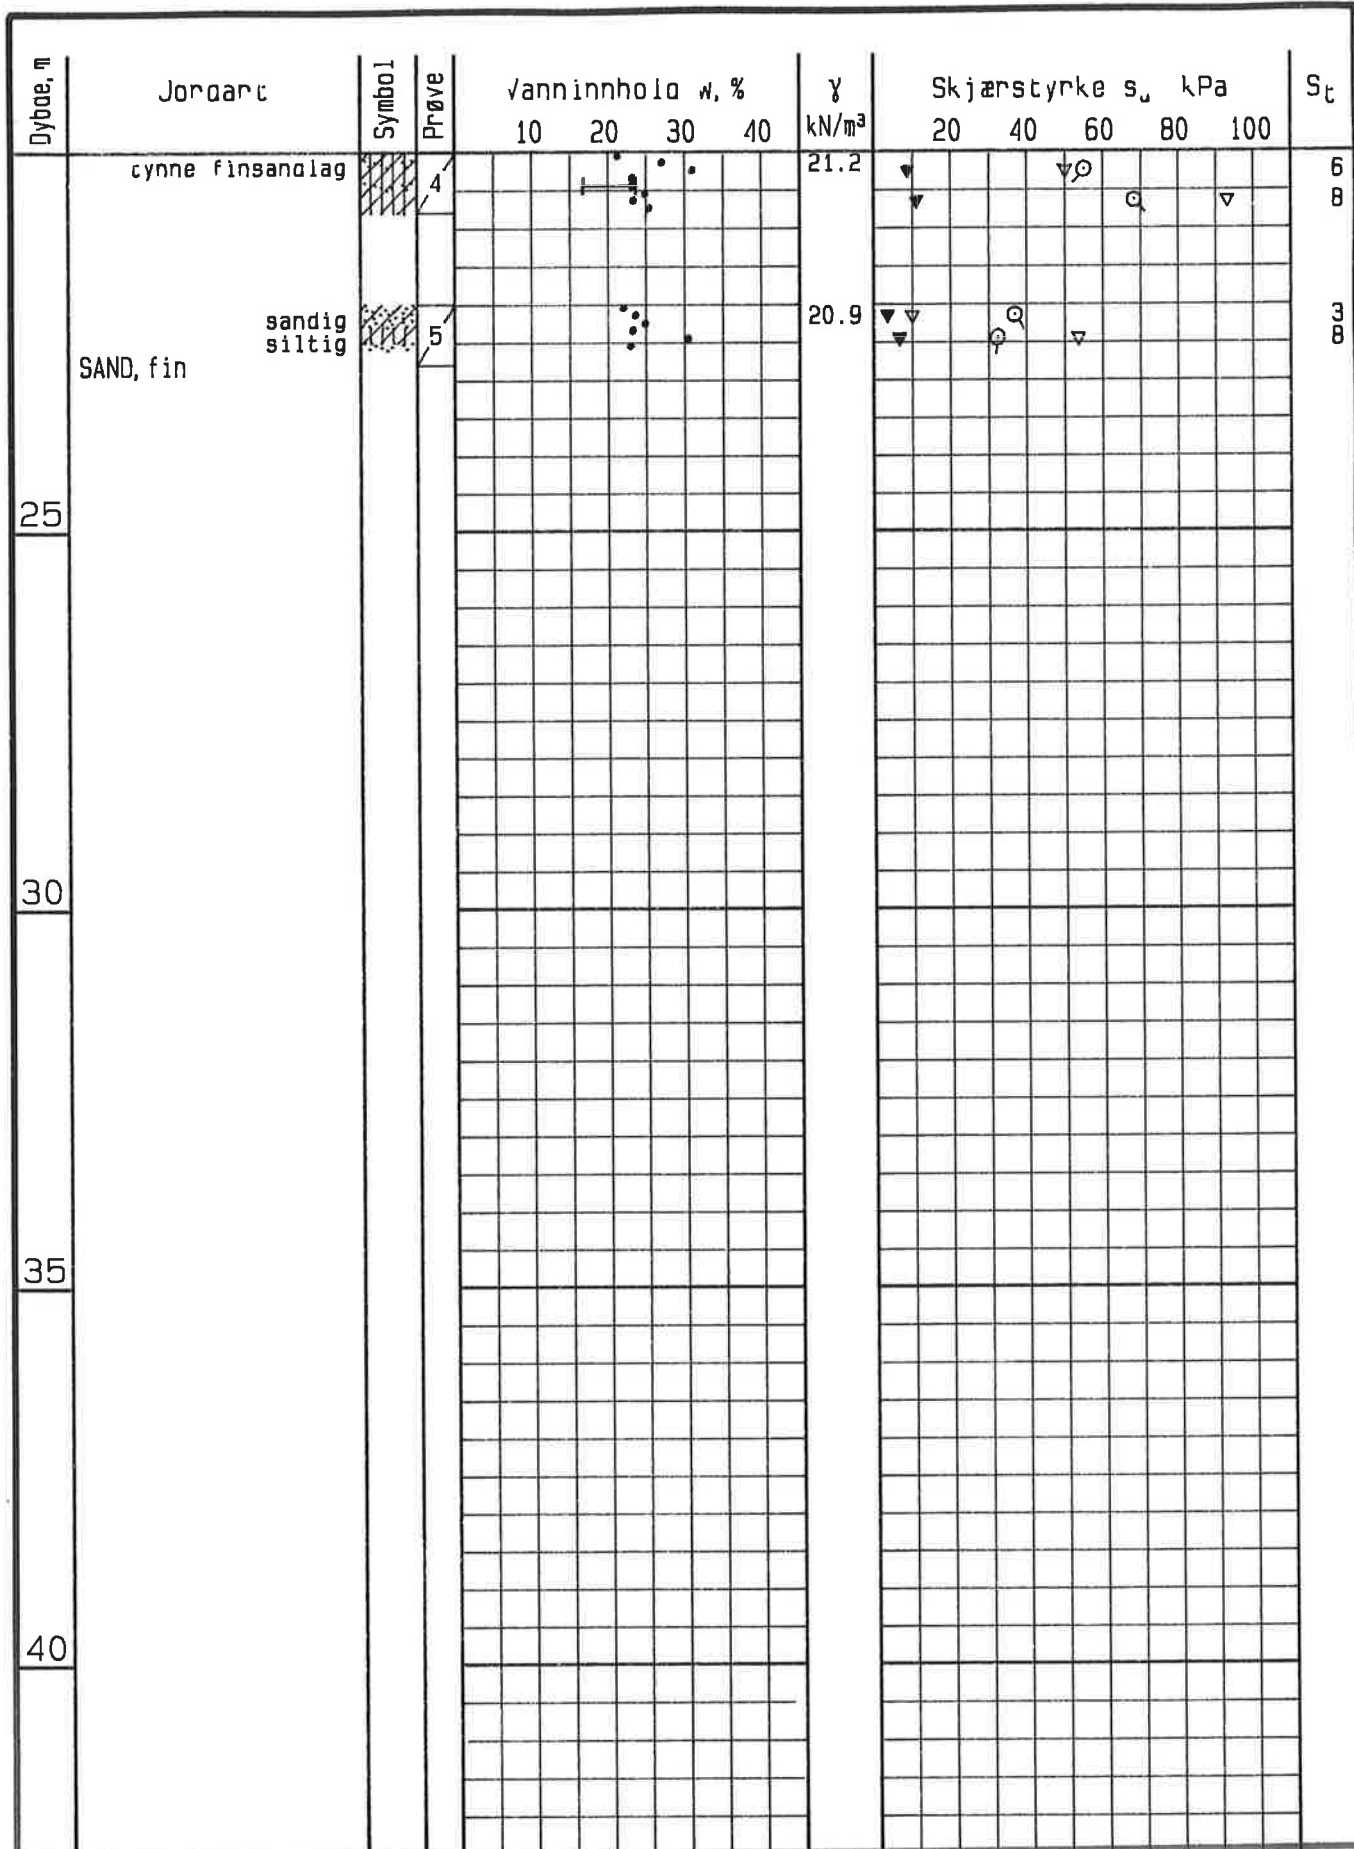 Dybde, m
Jordart
Symbol
Prøve
Vanninnhold w, %
10 20 30 40
γ
kN/m³
Skjærstyrke su kPa
20 40 60 80 100
St
tynne finsandlag
4
21.2
6
8
sandig
siltig
5
20.9
3
8
SAND, fin
25
30
35
40